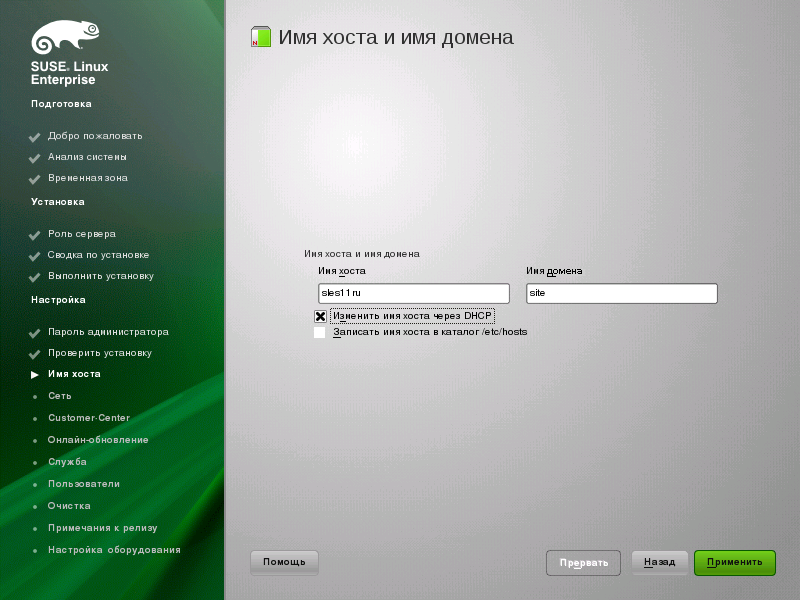 SUSE® Linux
Enterprise
Подготовка
Добро пожаловать
Анализ системы
Временная зона
Установка
Роль сервера
Сводка по установке
Выполнить установку
Настройка
Пароль администратора
Проверить установку
Имя хоста
Сеть
Customer-Center
Онлайн-обновление
Служба
Пользователи
Очистка
Примечания к релизу
Настройка оборудования
Имя хоста и имя домена
Имя хоста и имя домена
Имя хоста
Имя домена
sles11ru
site
Изменить имя хоста через DHCP
Записать имя хоста в каталог /etc/hosts
Помощь
Прервать
Назад
Применить